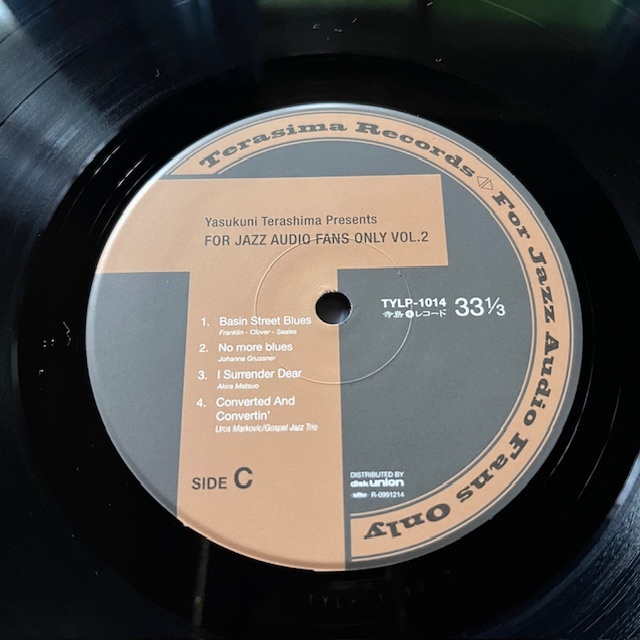 Terasima Records
For Jazz Audio Fans Only
Yasukuni Terashima Presents
FOR JAZZ AUDIO FANS ONLY VOL.2
TYLP-1014
寺島レコード
33 1/3
1. Basin Street Blues
Franklin - Clover - Seales
2. No more blues
Johanna Grussner
3. I Surrender Dear
Akira Matsuo
4. Converted And
Convertin'
Uros Markovic/Gospel Jazz Trio
SIDE C
DISTRIBUTED BY
disk union
R-0991214